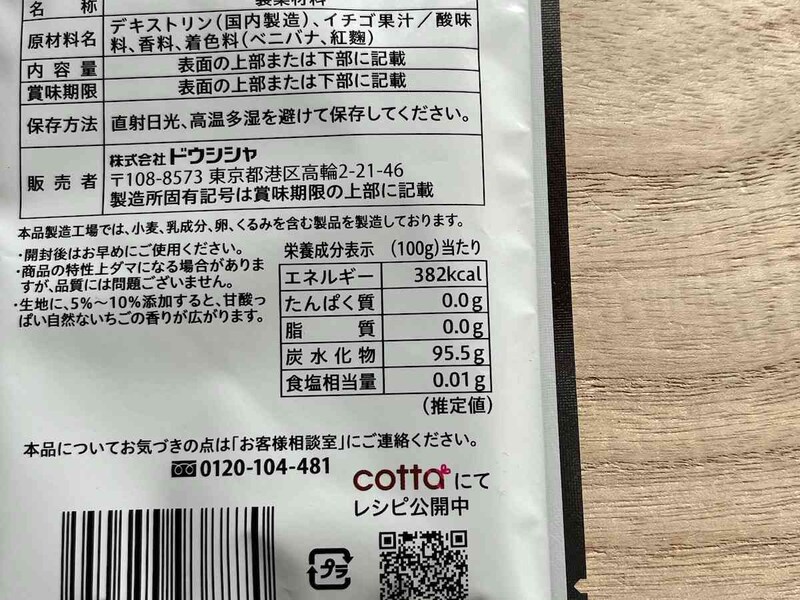 名称 製菓材料
原材料名 デキストリン(国内製造)、イチゴ果汁/酸味
料、香料、着色料(ベニバナ、紅麹)
内容量 表面の上部または下部に記載
賞味期限 表面の上部または下部に記載
保存方法 直射日光、高温多湿を避けて保存してください。
販売者 株式会社ドウシシャ
〒108-8573 東京都港区高輪2-21-46
製造所固有記号は賞味期限の上部に記載
本品製造工場では、小麦、乳成分、卵、くるみを含む製品を製造しております。
・開封後はお早めにご使用ください。
・商品の特性上ダマになる場合がありま
すが、品質には問題ございません。
・生地に、5%〜10%添加すると、甘酸っ
ぱい自然ないちごの香りが広がります。
栄養成分表示 (100g)当たり
エネルギー 382kcal
たんぱく質 0.0g
脂質 0.0g
炭水化物 95.5g
食塩相当量 0.01g
(推定値)
本品についてお気づきの点は「お客様相談室」にご連絡ください。
0120-104-481
cottaにて
レシピ公開中
プラ